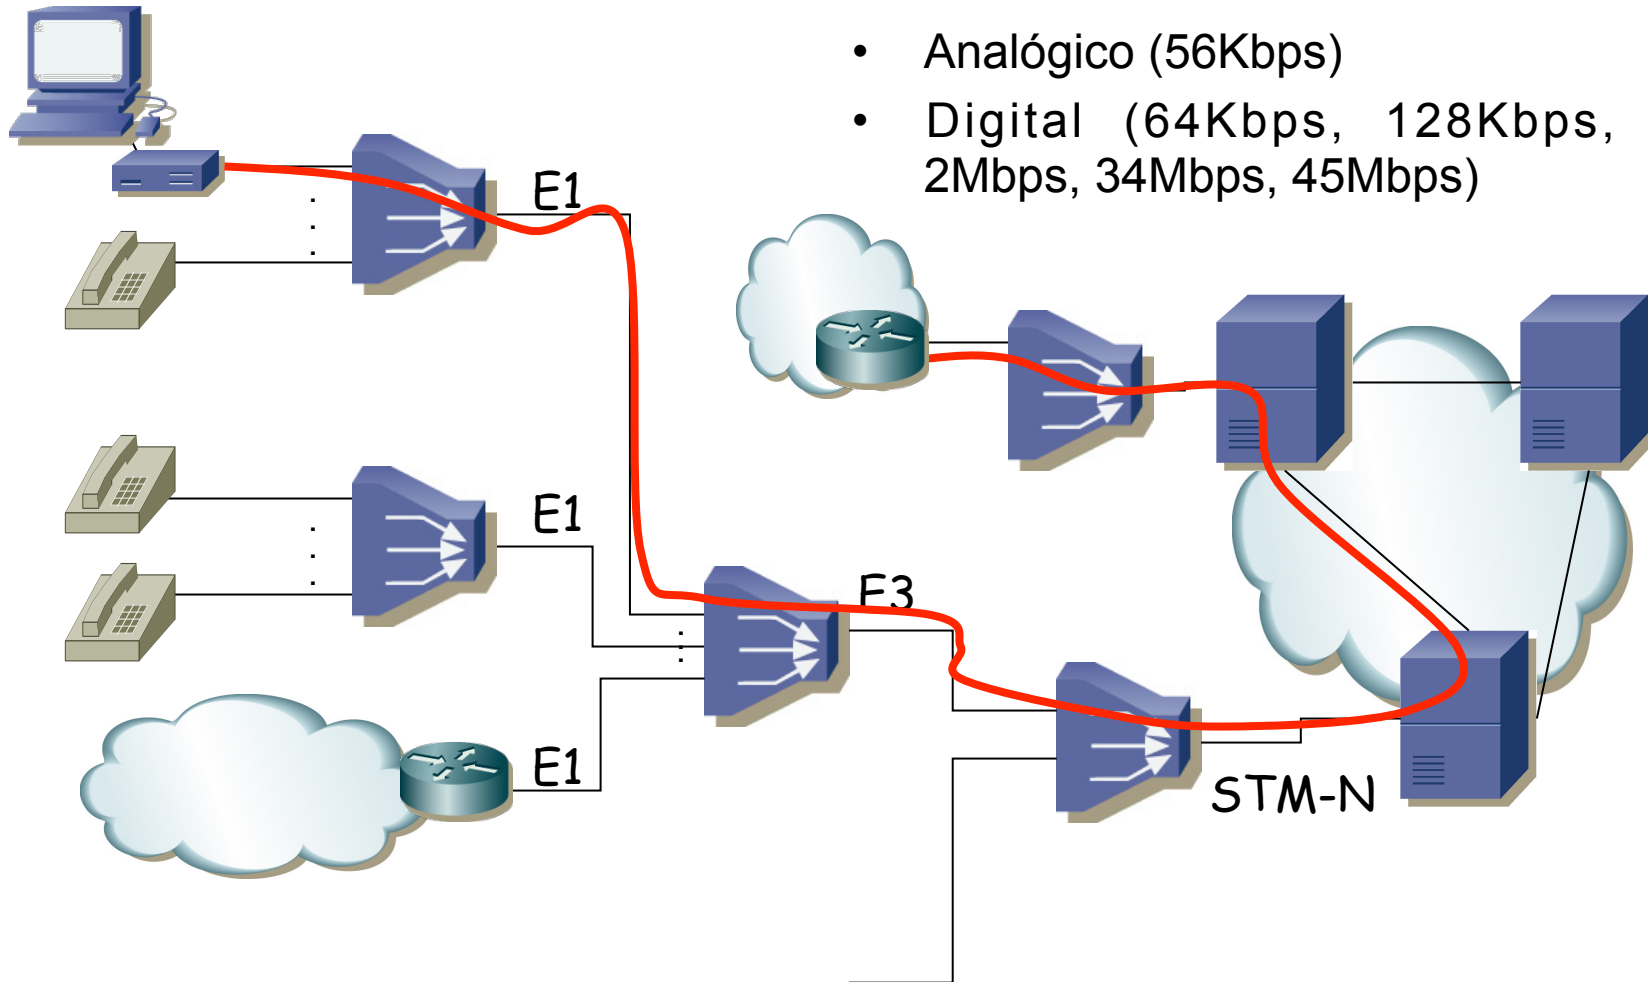 • Analógico (56Kbps)
• Digital (64Kbps, 128Kbps,
2Mbps, 34Mbps, 45Mbps)
E1
E1
E3
E1
STM-N